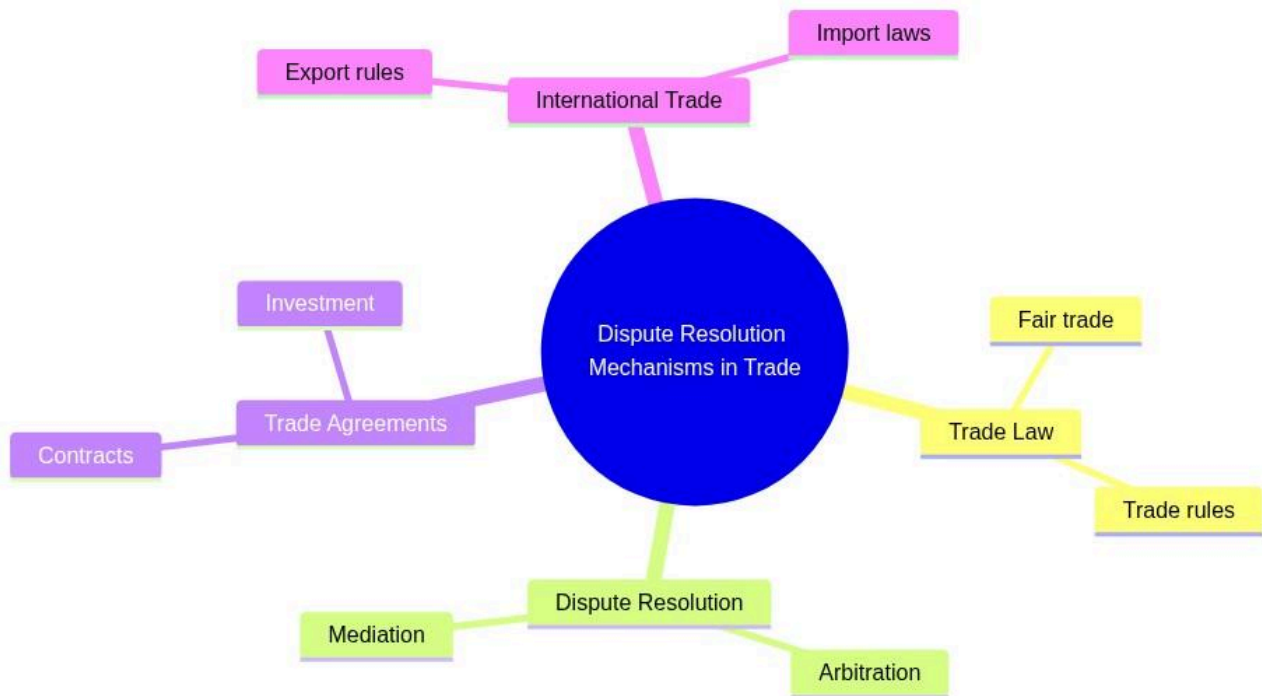 Import laws
Export rules
International Trade
Investment
Fair trade
Dispute Resolution
Mechanisms in Trade
Trade Agreements
Trade Law
Contracts
Trade rules
Dispute Resolution
Mediation
Arbitration